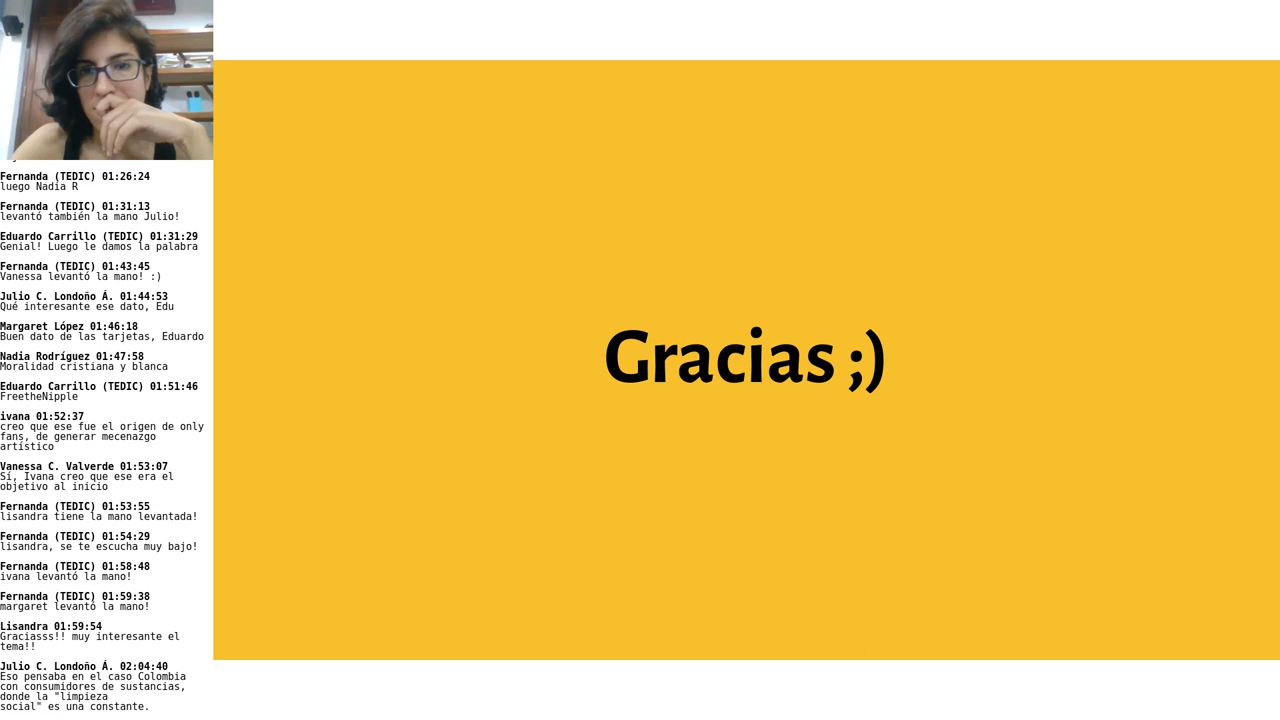 Fernanda (TEDIC) 01:26:24
luego Nadia R
Fernanda (TEDIC) 01:31:13
levantó también la mano Julio!
Eduardo Carrillo (TEDIC) 01:31:29
Genial! Luego le damos la palabra
Fernanda (TEDIC) 01:43:45
Vanessa levantó la mano! :)
Julio C. Londoño Á. 01:44:53
Qué interesante ese dato, Edu
Margaret López 01:46:18
Buen dato de las tarjetas, Eduardo
Nadia Rodríguez 01:47:58
Moralidad cristiana y blanca
Eduardo Carrillo (TEDIC) 01:51:46
FreetheNipple
ivana 01:52:37
creo que ese fue el origen de only
fans, de generar mecenazgo
artístico
Vanessa C. Valverde 01:53:07
Sí, Ivana creo que ese era el
objetivo al inicio
Fernanda (TEDIC) 01:53:55
lisandra tiene la mano levantada!
Fernanda (TEDIC) 01:54:29
lisandra, se te escucha muy bajo!
Fernanda (TEDIC) 01:58:48
ivana levantó la mano!
Fernanda (TEDIC) 01:59:38
margaret levantó la mano!
Lisandra 01:59:54
Graciasss!! muy interesante el
tema!!
Julio C. Londoño Á. 02:04:40
Eso pensaba en el caso Colombia
con consumidores de sustancias,
donde la "limpieza
social" es una constante.
Gracias ;)